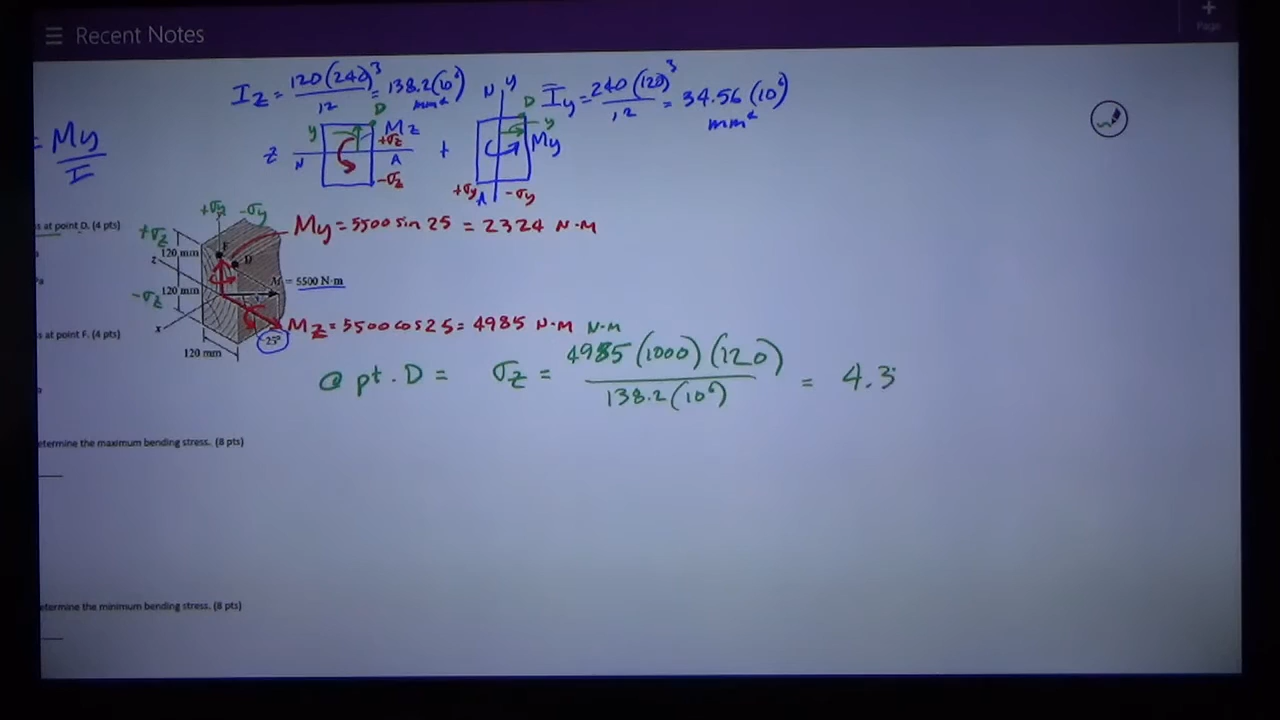 Recent Notes
Page
Iz = 120(240)³/12 = 138.2(10⁶) mm⁴
Iy = 240(120)³/12 = 34.56(10⁶) mm⁴
= My/I
N y D
y D Mz +σz
z N A -σz
+
y My
+σy A -σy
s at point D. (4 pts)
+σy -σy
+σz
120 mm
z
F
D
My = 5500 sin 25 = 2324 N·M
M = 5500 N·m
-σz
120 mm
y
x
25°
120 mm
Mz = 5500 cos 25 = 4985 N·M
s at point F. (4 pts)
N·M
@ pt. D = σz = 4985(1000)(120)/138.2(10⁶) = 4.3
etermine the maximum bending stress. (8 pts)
etermine the minimum bending stress. (8 pts)